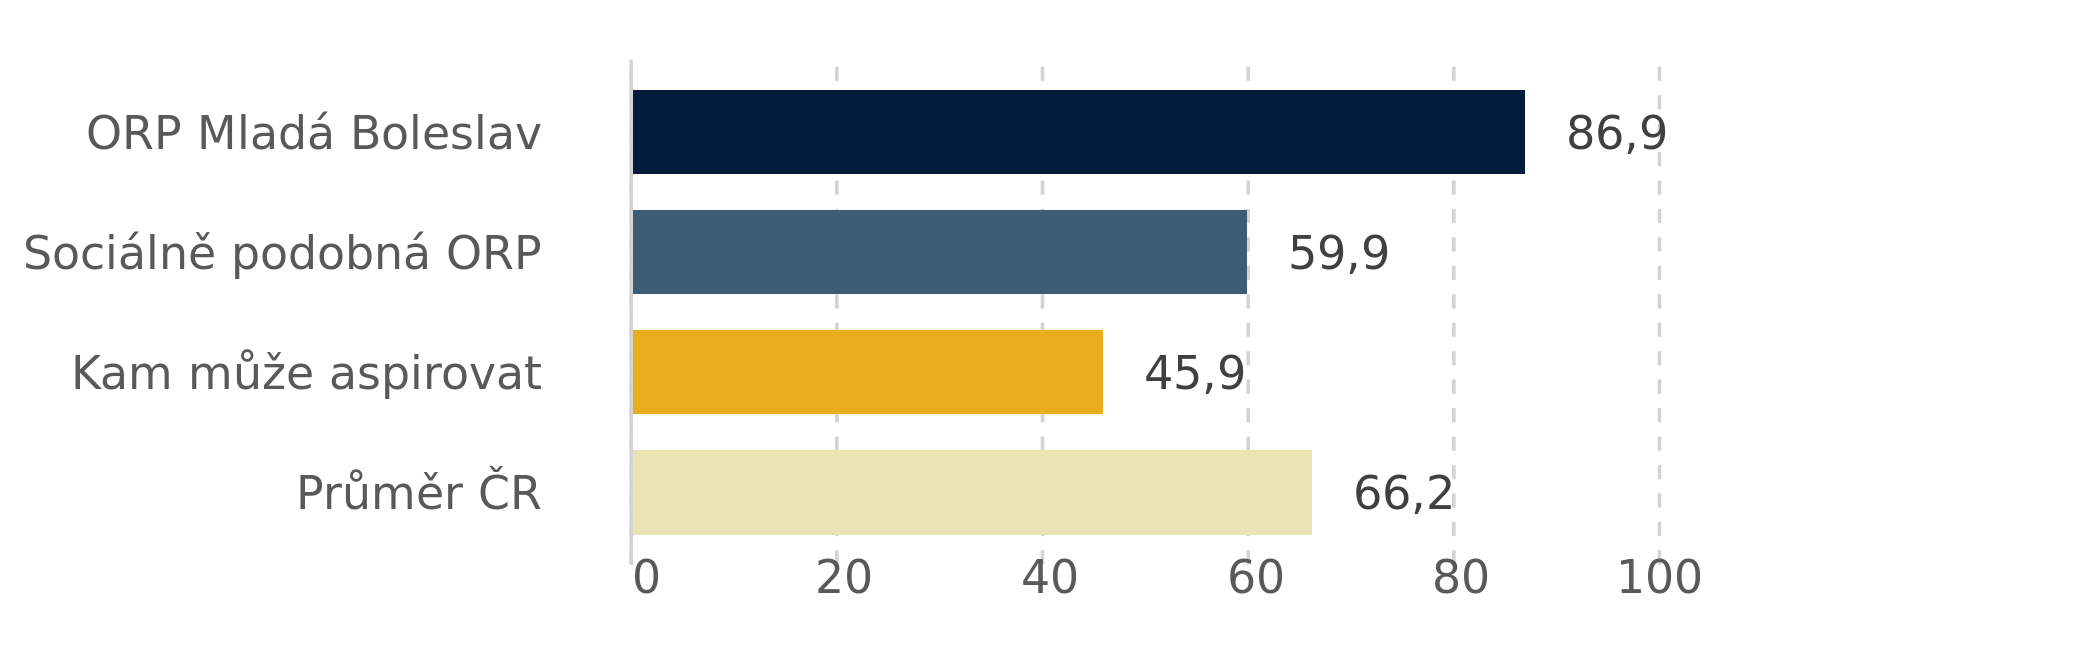 ORP Mladá Boleslav 86,9
Sociálně podobná ORP 59,9
Kam může aspirovat 45,9
Průměr ČR 66,2
0 20 40 60 80 100